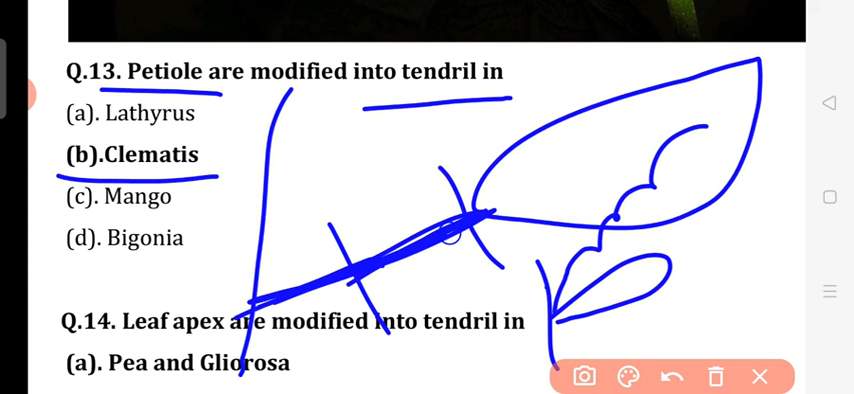 Q.13. Petiole are modified into tendril in
(a). Lathyrus
(b).Clematis
(c). Mango
(d). Bigonia
Q.14. Leaf apex are modified into tendril in
(a). Pea and Gliorosa